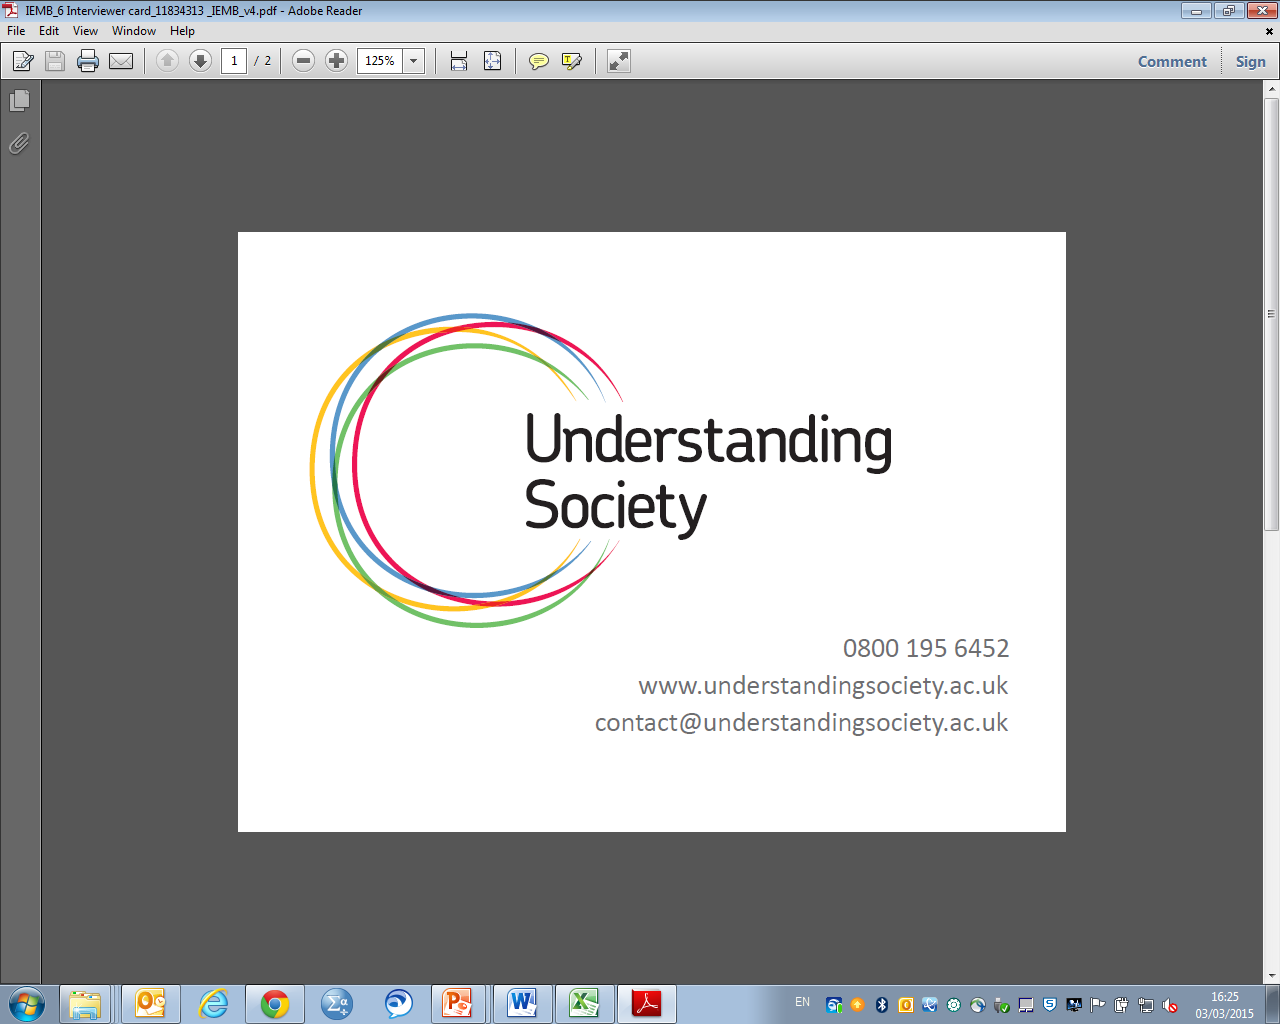 IEMB_6 Interviewer card_11834313 _IEMB_v4.pdf - Adobe Reader
File Edit View Window Help
1 / 2 125% Comment Sign
Understanding
Society
0800 195 6452
www.understandingsociety.ac.uk
contact@understandingsociety.ac.uk
EN 16:25
03/03/2015